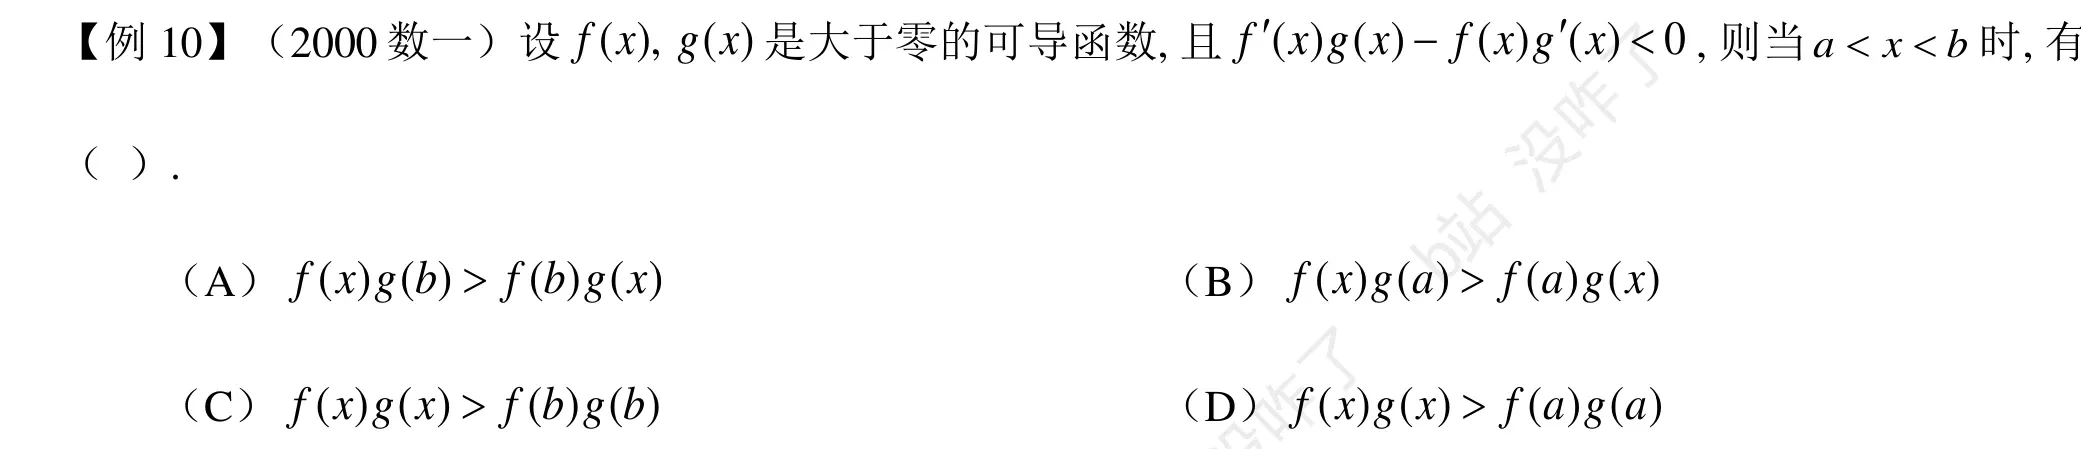 【例 10】（2000 数一）设 f(x), g(x) 是大于零的可导函数, 且 f′(x)g(x) − f(x)g′(x) < 0 , 则当 a < x < b 时, 有
（ ）.
（A） f(x)g(b) > f(b)g(x) （B） f(x)g(a) > f(a)g(x)
（C） f(x)g(x) > f(b)g(b) （D） f(x)g(x) > f(a)g(a)
b站 没咋了
没咋了